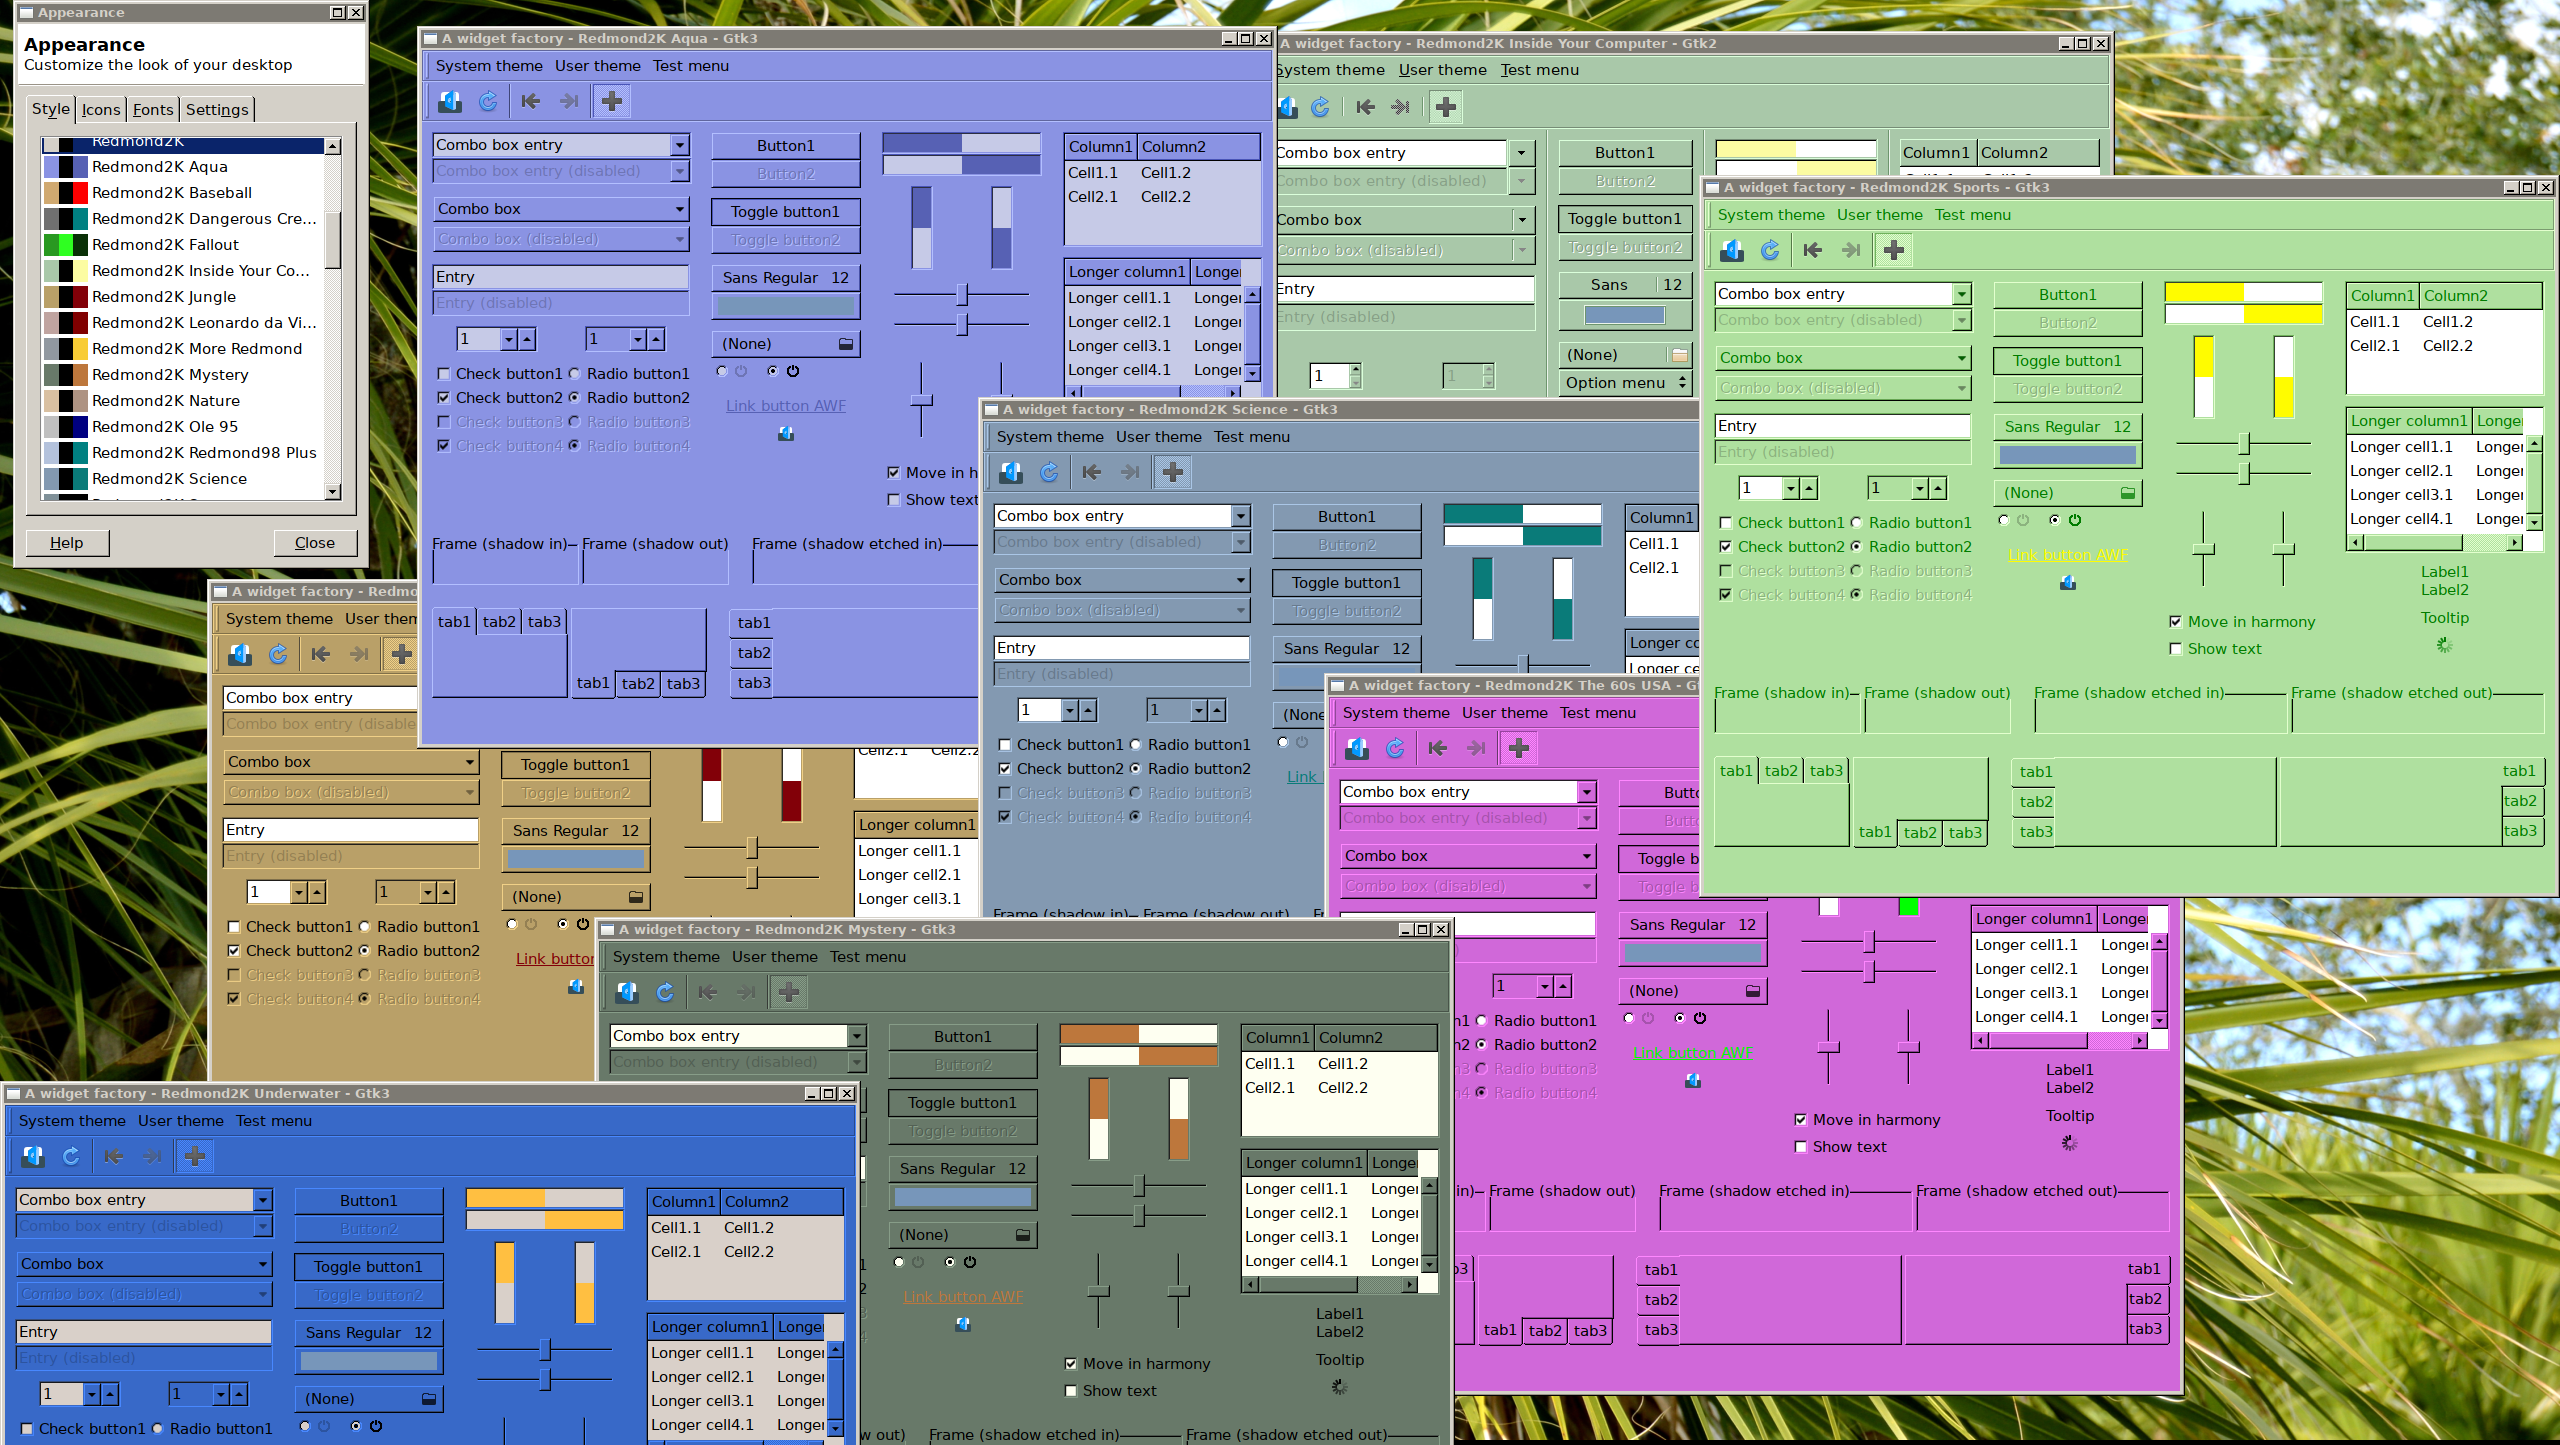 Appearance
Appearance
Customize the look of your desktop
Style Icons Fonts Settings
Redmond2K
Redmond2K Aqua
Redmond2K Baseball
Redmond2K Dangerous Cre...
Redmond2K Fallout
Redmond2K Inside Your Co...
Redmond2K Jungle
Redmond2K Leonardo da Vi...
Redmond2K More Redmond
Redmond2K Mystery
Redmond2K Nature
Redmond2K Ole 95
Redmond2K Redmond98 Plus
Redmond2K Science
Help Close
A widget factory - Redmond2K Aqua - Gtk3
System theme User theme Test menu
Combo box entry
Combo box entry (disabled)
Combo box
Combo box (disabled)
Entry
Entry (disabled)
1 1
Check button1 Radio button1
Check button2 Radio button2
Check button3 Radio button3
Check button4 Radio button4
Button1
Button2
Toggle button1
Toggle button2
Sans Regular 12
(None)
Link button AWF
Column1 Column2
Cell1.1 Cell1.2
Cell2.1 Cell2.2
Longer column1 Longer
Longer cell1.1 Longer
Longer cell2.1 Longer
Longer cell3.1 Longer
Longer cell4.1 Longer
Move in h
Show text
Frame (shadow in) Frame (shadow out) Frame (shadow etched in)
tab1 tab2 tab3
tab1 tab2 tab3
tab1
tab2
tab3
A widget factory - Redmond2K Inside Your Computer - Gtk2
System theme User theme Test menu
Combo box entry
Combo box entry (disabled)
Combo box
Combo box (disabled)
Entry
Entry (disabled)
1 1
Button1
Button2
Toggle button1
Toggle button2
Sans 12
(None)
Option menu
Column1 Column2
A widget factory - Redmond2K Sports - Gtk3
System theme User theme Test menu
Combo box entry
Combo box entry (disabled)
Combo box
Combo box (disabled)
Entry
Entry (disabled)
1 1
Check button1 Radio button1
Check button2 Radio button2
Check button3 Radio button3
Check button4 Radio button4
Button1
Button2
Toggle button1
Toggle button2
Sans Regular 12
(None)
Link button AWF
Column1 Column2
Cell1.1 Cell1.2
Cell2.1 Cell2.2
Longer column1 Longer
Longer cell1.1 Longer
Longer cell2.1 Longer
Longer cell3.1 Longer
Longer cell4.1 Longer
Label1
Label2
Tooltip
Move in harmony
Show text
Frame (shadow in) Frame (shadow out) Frame (shadow etched in) Frame (shadow etched out)
tab1 tab2 tab3
tab1 tab2 tab3
tab1
tab2
tab3
tab1
tab2
tab3
A widget factory - Redmond2K Science - Gtk3
System theme User theme Test menu
Combo box entry
Combo box entry (disabled)
Combo box
Combo box (disabled)
Entry
Entry (disabled)
1 1
Check button1 Radio button1
Check button2 Radio button2
Check button3 Radio button3
Check button4 Radio button4
Button1
Button2
Toggle button1
Toggle button2
Sans Regular 12
(None
Link
Column1
Cell1.1
Cell2.1
Longer co
Longer ce
Frame (shadow in) Frame (shadow out) F
A widget factory - Redmo
System theme User them
Combo box entry
Combo box entry (disable
Combo box
Combo box (disabled)
Entry
Entry (disabled)
1 1
Check button1 Radio button1
Check button2 Radio button2
Check button3 Radio button3
Check button4 Radio button4
Toggle button1
Toggle button2
Sans Regular 12
(None)
Link button
Cell2.1 Cell2.2
Longer column1
Longer cell1.1
Longer cell2.1
Longer cell3.1
A widget factory - Redmond2K The 60s USA - Gt
System theme User theme Test menu
Combo box entry
Combo box entry (disabled)
Combo box
Combo box (disabled)
Butto
Butto
Toggle b
Toggle b
Sans Regular 12
(None)
Link button AWF
1
n1 Radio button1
n2 Radio button2
n3 Radio button3
n4 Radio button4
Longer column1 Longer
Longer cell1.1 Longer
Longer cell2.1 Longer
Longer cell3.1 Longer
Longer cell4.1 Longer
Label1
Label2
Tooltip
Move in harmony
Show text
in) Frame (shadow out) Frame (shadow etched in) Frame (shadow etched out)
b3
tab1 tab2 tab3
tab1
tab2
tab3
tab1
tab2
tab3
A widget factory - Redmond2K Mystery - Gtk3
System theme User theme Test menu
Combo box entry
Combo box entry (disabled)
Button1
Button2
Toggle button1
Toggle button2
Sans Regular 12
(None)
Link button AWF
Column1 Column2
Cell1.1 Cell1.2
Cell2.1 Cell2.2
Longer column1 Longer
Longer cell1.1 Longer
Longer cell2.1 Longer
Longer cell3.1 Longer
Longer cell4.1 Longer
Label1
Label2
Tooltip
Move in harmony
Show text
w out) Frame (shadow etched in) Frame (shadow etched out)
A widget factory - Redmond2K Underwater - Gtk3
System theme User theme Test menu
Combo box entry
Combo box entry (disabled)
Combo box
Combo box (disabled)
Entry
Entry (disabled)
1 1
Check button1 Radio button1
Button1
Button2
Toggle button1
Toggle button2
Sans Regular 12
(None)
Column1 Column2
Cell1.1 Cell1.2
Cell2.1 Cell2.2
Longer column1 Longer
Longer cell1.1 Longer
Longer cell2.1 Longer
Longer cell3.1 Longer
Longer cell4.1 Longer